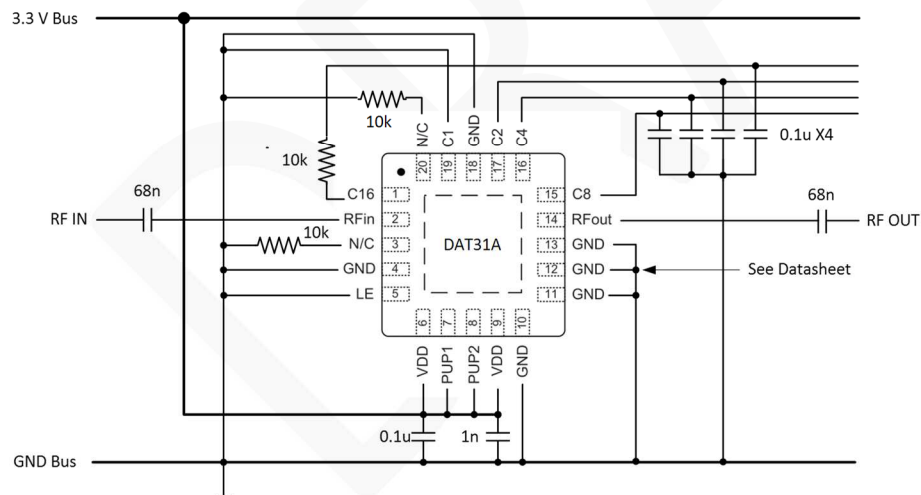 3.3 V Bus
10k
10k
N/C
C1
GND
C2
C4
0.1u X4
20
19
18
17
16
C16
1
15
C8
68n
68n
RF IN
RFin
2
14
RFout
RF OUT
10k
N/C
3
DAT31A
13
GND
GND
4
12
GND
See Datasheet
LE
5
11
GND
6
7
8
9
10
VDD
PUP1
PUP2
VDD
GND
0.1u
1n
GND Bus